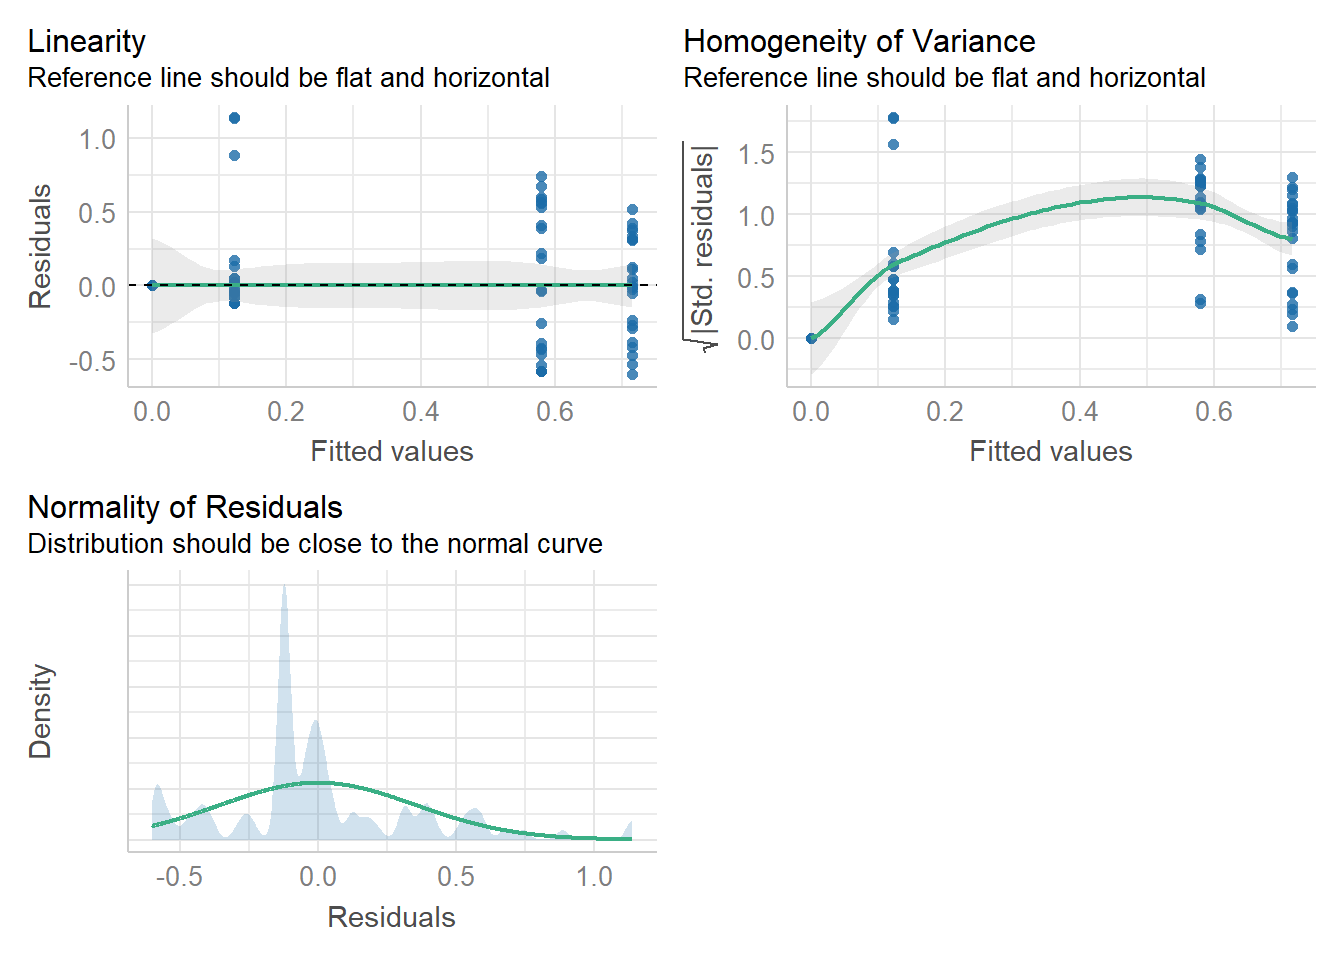 Linearity
Reference line should be flat and horizontal
Residuals
1.0
0.5
0.0
-0.5
0.0 0.2 0.4 0.6
Fitted values
Homogeneity of Variance
Reference line should be flat and horizontal
√|Std. residuals|
1.5
1.0
0.5
0.0
0.0 0.2 0.4 0.6
Fitted values
Normality of Residuals
Distribution should be close to the normal curve
Density
-0.5 0.0 0.5 1.0
Residuals